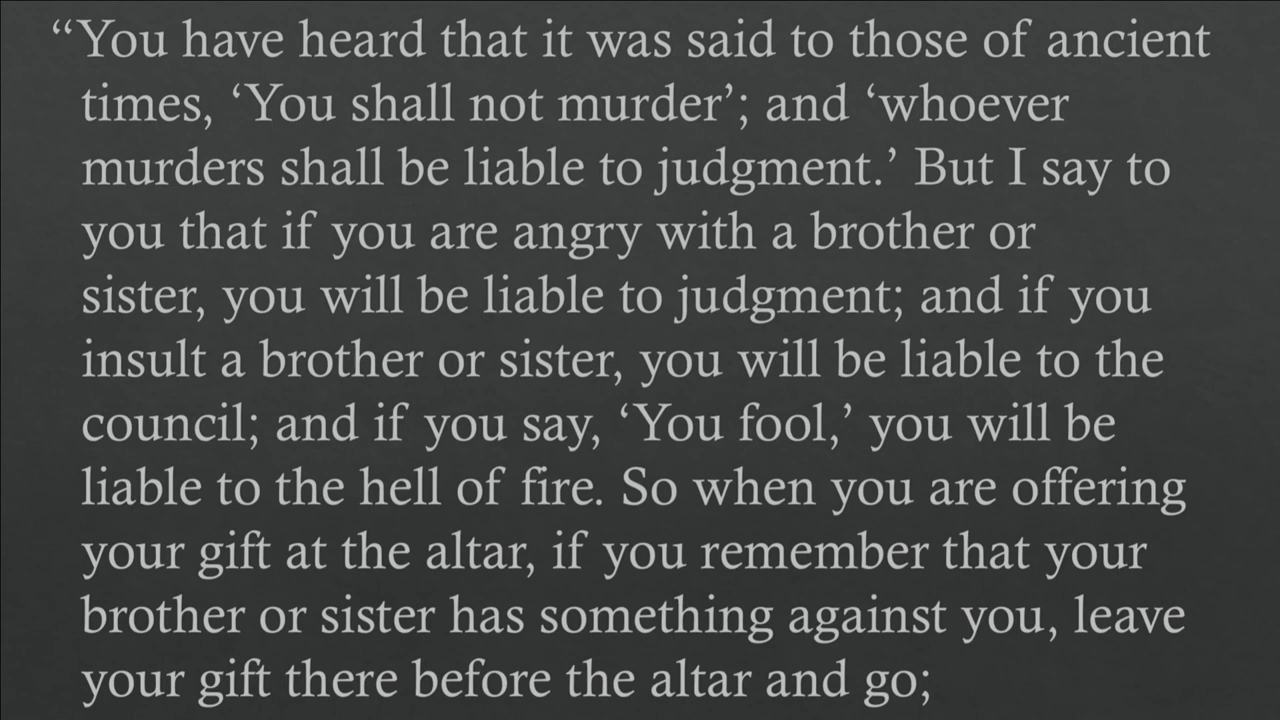 “You have heard that it was said to those of ancient
times, ‘You shall not murder’; and ‘whoever
murders shall be liable to judgment.’ But I say to
you that if you are angry with a brother or
sister, you will be liable to judgment; and if you
insult a brother or sister, you will be liable to the
council; and if you say, ‘You fool,’ you will be
liable to the hell of fire. So when you are offering
your gift at the altar, if you remember that your
brother or sister has something against you, leave
your gift there before the altar and go;